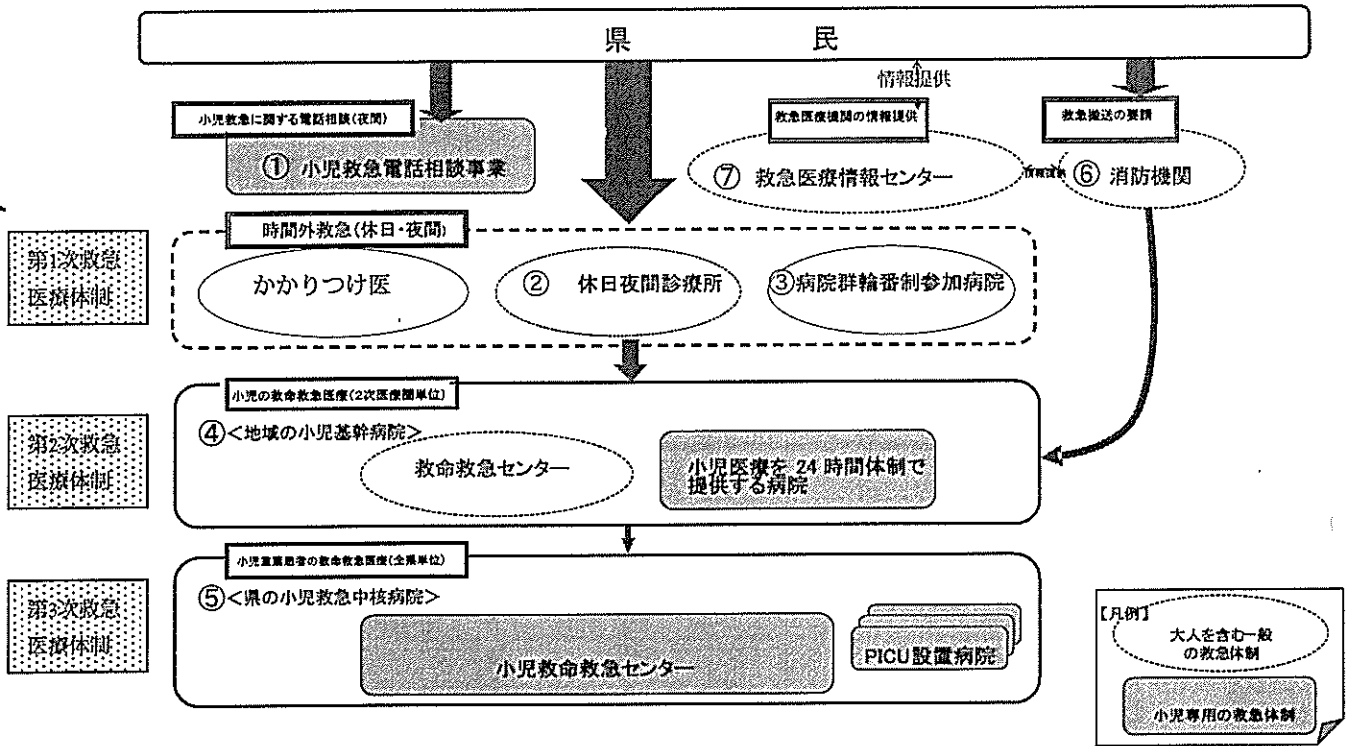 県民
情報提供
小児救急に関する電話相談(夜間)
① 小児救急電話相談事業
救急医療機関の情報提供
⑦ 救急医療情報センター
救急搬送の要請
⑥ 消防機関
第1次救急
医療体制
時間外救急(休日・夜間)
かかりつけ医
② 休日夜間診療所
③病院群輪番制参加病院
第2次救急
医療体制
小児の救命救急医療(2次医療圏単位)
④<地域の小児基幹病院>
救命救急センター
小児医療を 24 時間体制で
提供する病院
第3次救急
医療体制
小児重篤患者の救命救急医療(全県単位)
⑤<県の小児救急中核病院>
小児救命救急センター
PICU設置病院
【凡例】
大人を含む一般
の救急体制
小児専用の救急体制